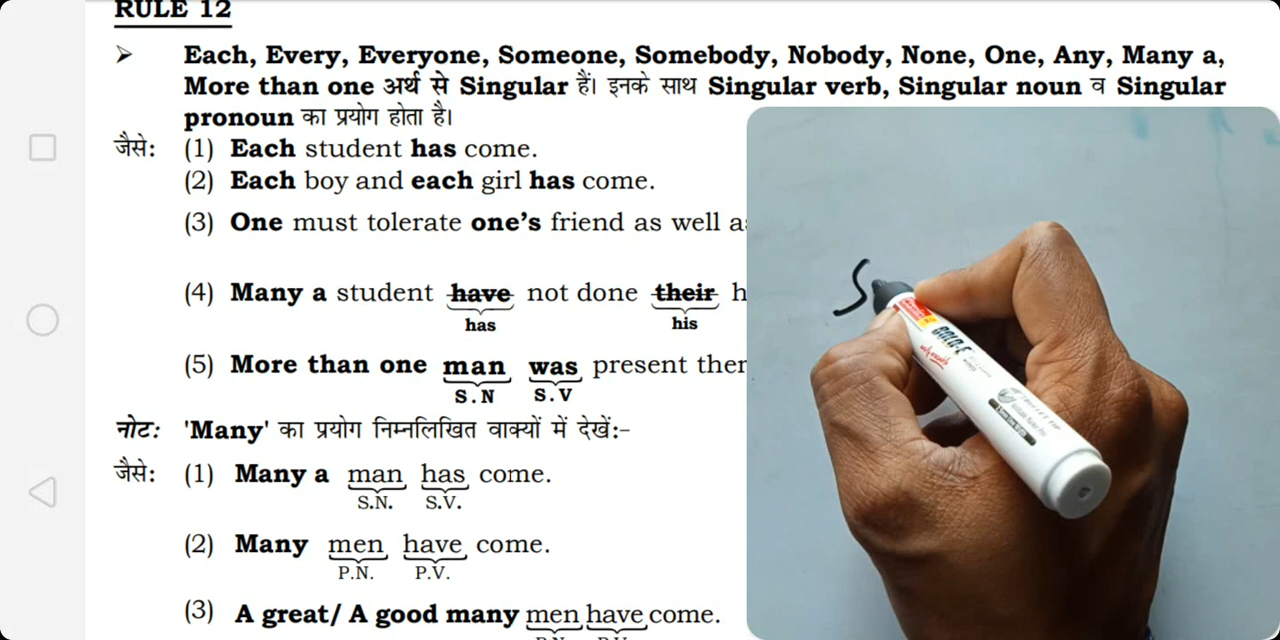 RULE 12
➢ Each, Every, Everyone, Someone, Somebody, Nobody, None, One, Any, Many a,
More than one अर्थ से Singular हैं। इनके साथ Singular verb, Singular noun व Singular
pronoun का प्रयोग होता है।
जैसे: (1) Each student has come.
(2) Each boy and each girl has come.
(3) One must tolerate one's friend as well
(4) Many a student have not done their
has his
(5) More than one man was present
S.N S.V
नोट: 'Many' का प्रयोग निम्नलिखित वाक्यों में देखें:–
जैसे: (1) Many a man has come.
S.N. S.V.
(2) Many men have come.
P.N. P.V.
(3) A great/ A good many men have come.
S